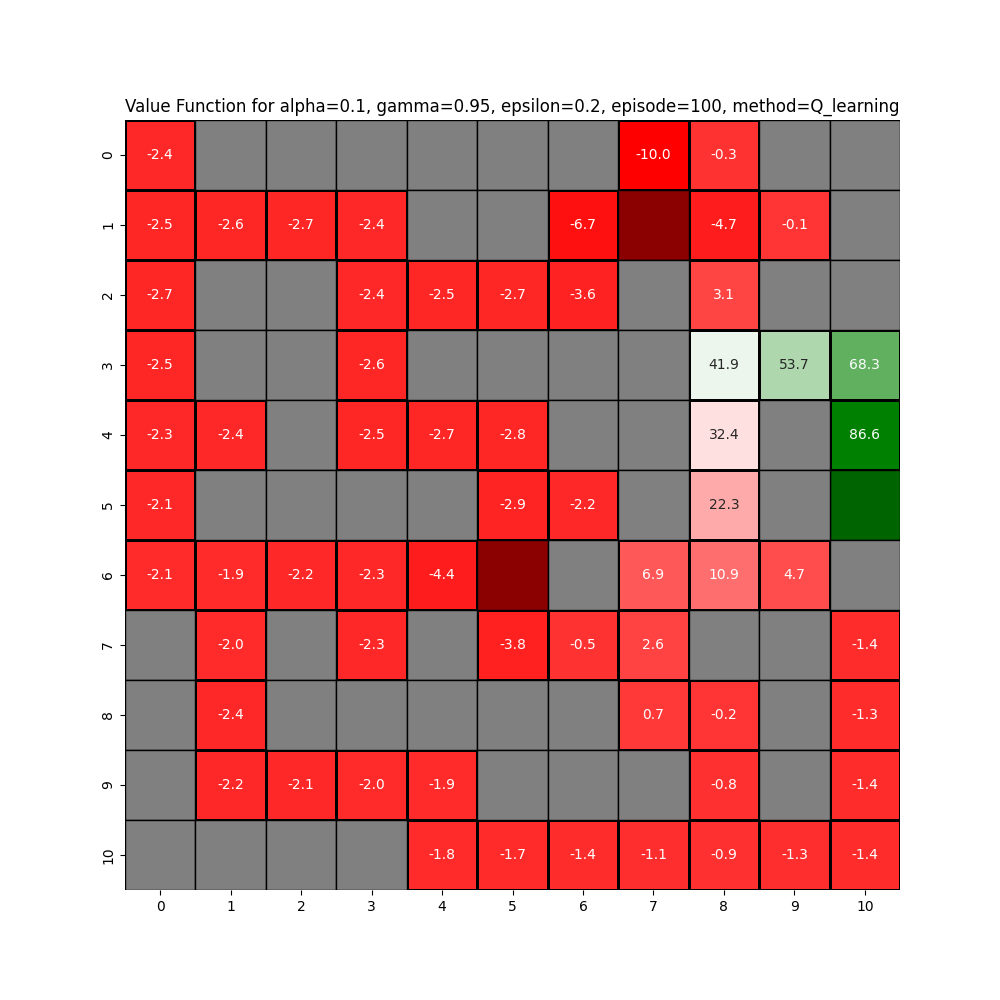 Value Function for alpha=0.1, gamma=0.95, epsilon=0.2, episode=100, method=Q_learning
0 -2.4 -10.0 -0.3
1 -2.5 -2.6 -2.7 -2.4 -6.7 -4.7 -0.1
2 -2.7 -2.4 -2.5 -2.7 -3.6 3.1
3 -2.5 -2.6 41.9 53.7 68.3
4 -2.3 -2.4 -2.5 -2.7 -2.8 32.4 86.6
5 -2.1 -2.9 -2.2 22.3
6 -2.1 -1.9 -2.2 -2.3 -4.4 6.9 10.9 4.7
7 -2.0 -2.3 -3.8 -0.5 2.6 -1.4
8 -2.4 0.7 -0.2 -1.3
9 -2.2 -2.1 -2.0 -1.9 -0.8 -1.4
10 -1.8 -1.7 -1.4 -1.1 -0.9 -1.3 -1.4
0 1 2 3 4 5 6 7 8 9 10